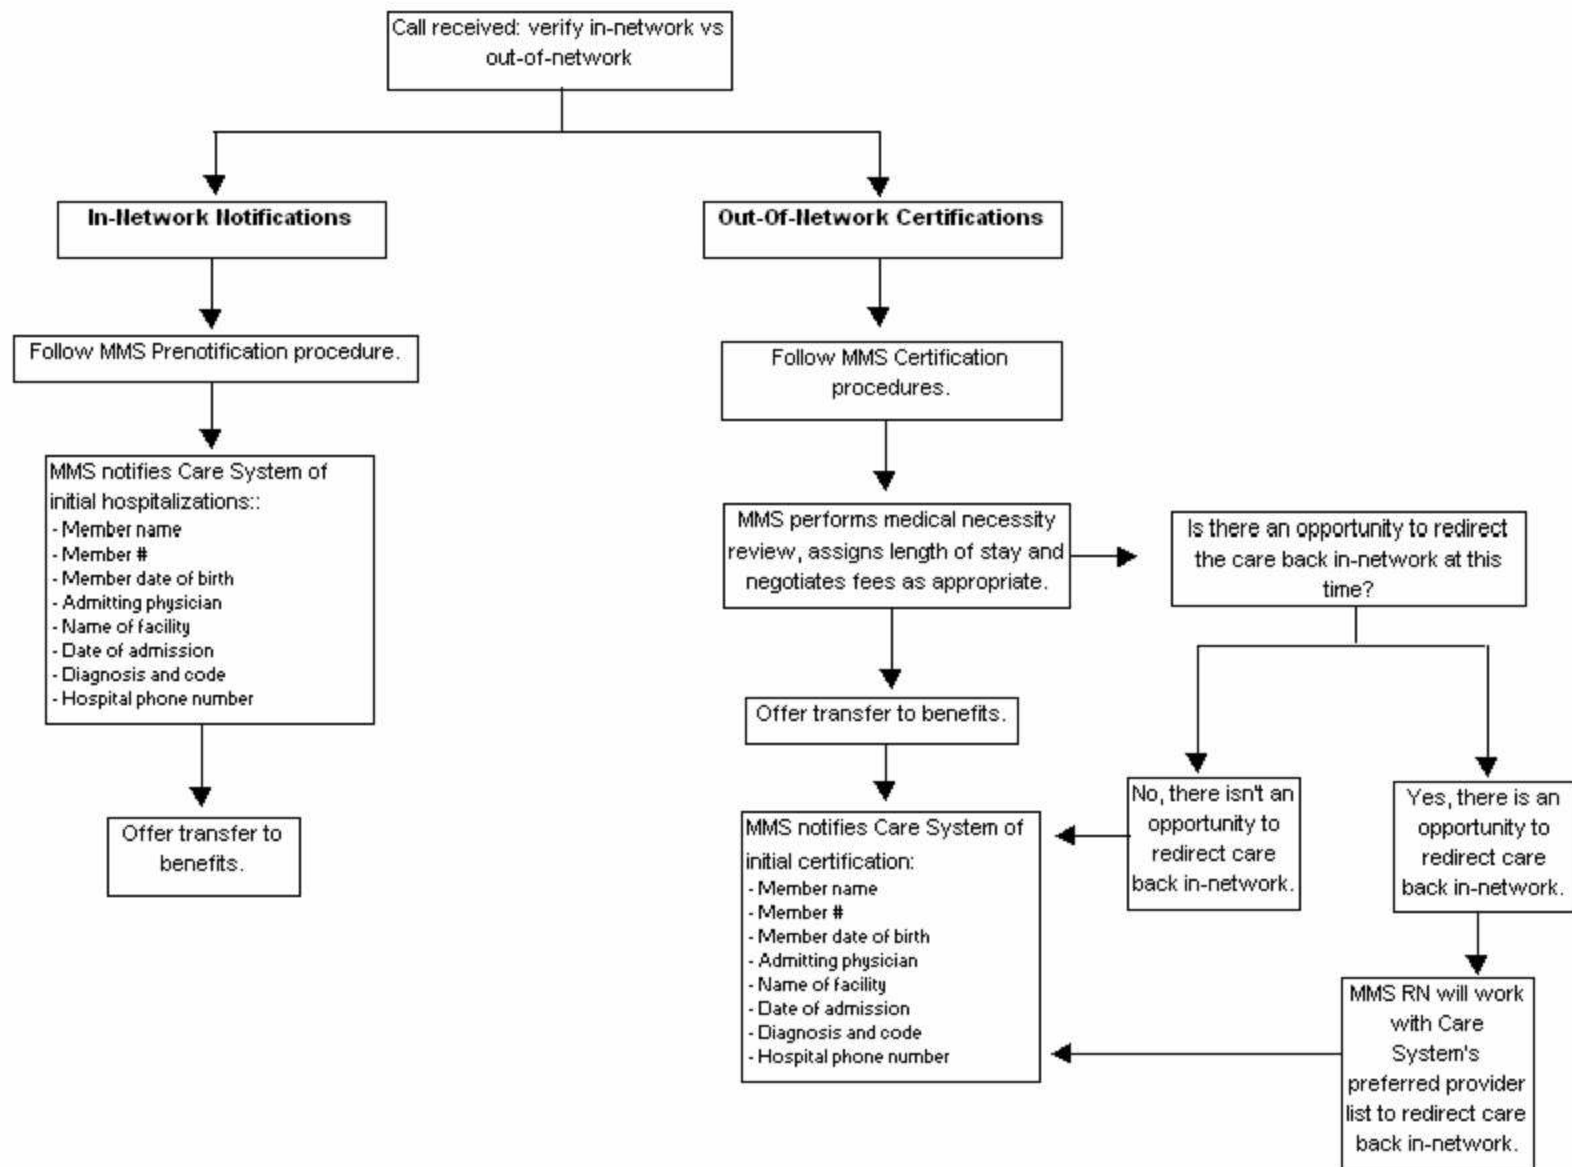 Call received: verify in-network vs
out-of-network
In-Network Notifications
Out-Of-Network Certifications
Follow MMS Prenotification procedure.
Follow MMS Certification
procedures.
MMS notifies Care System of
initial hospitalizations::
- Member name
- Member #
- Member date of birth
- Admitting physician
- Name of facility
- Date of admission
- Diagnosis and code
- Hospital phone number
MMS performs medical necessity
review, assigns length of stay and
negotiates fees as appropriate.
Is there an opportunity to redirect
the care back in-network at this
time?
Offer transfer to benefits.
No, there isn't an
opportunity to
redirect care
back in-network.
Yes, there is an
opportunity to
redirect care
back in-network.
Offer transfer to
benefits.
MMS notifies Care System of
initial certification:
- Member name
- Member #
- Member date of birth
- Admitting physician
- Name of facility
- Date of admission
- Diagnosis and code
- Hospital phone number
MMS RN will work
with Care
System's
preferred provider
list to redirect care
back in-network.